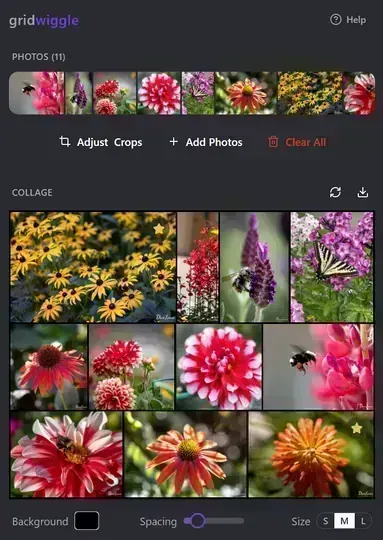 gridwiggle
Help
PHOTOS (11)
Adjust Crops
Add Photos
Clear All
COLLAGE
Background
Spacing
Size
S
M
L